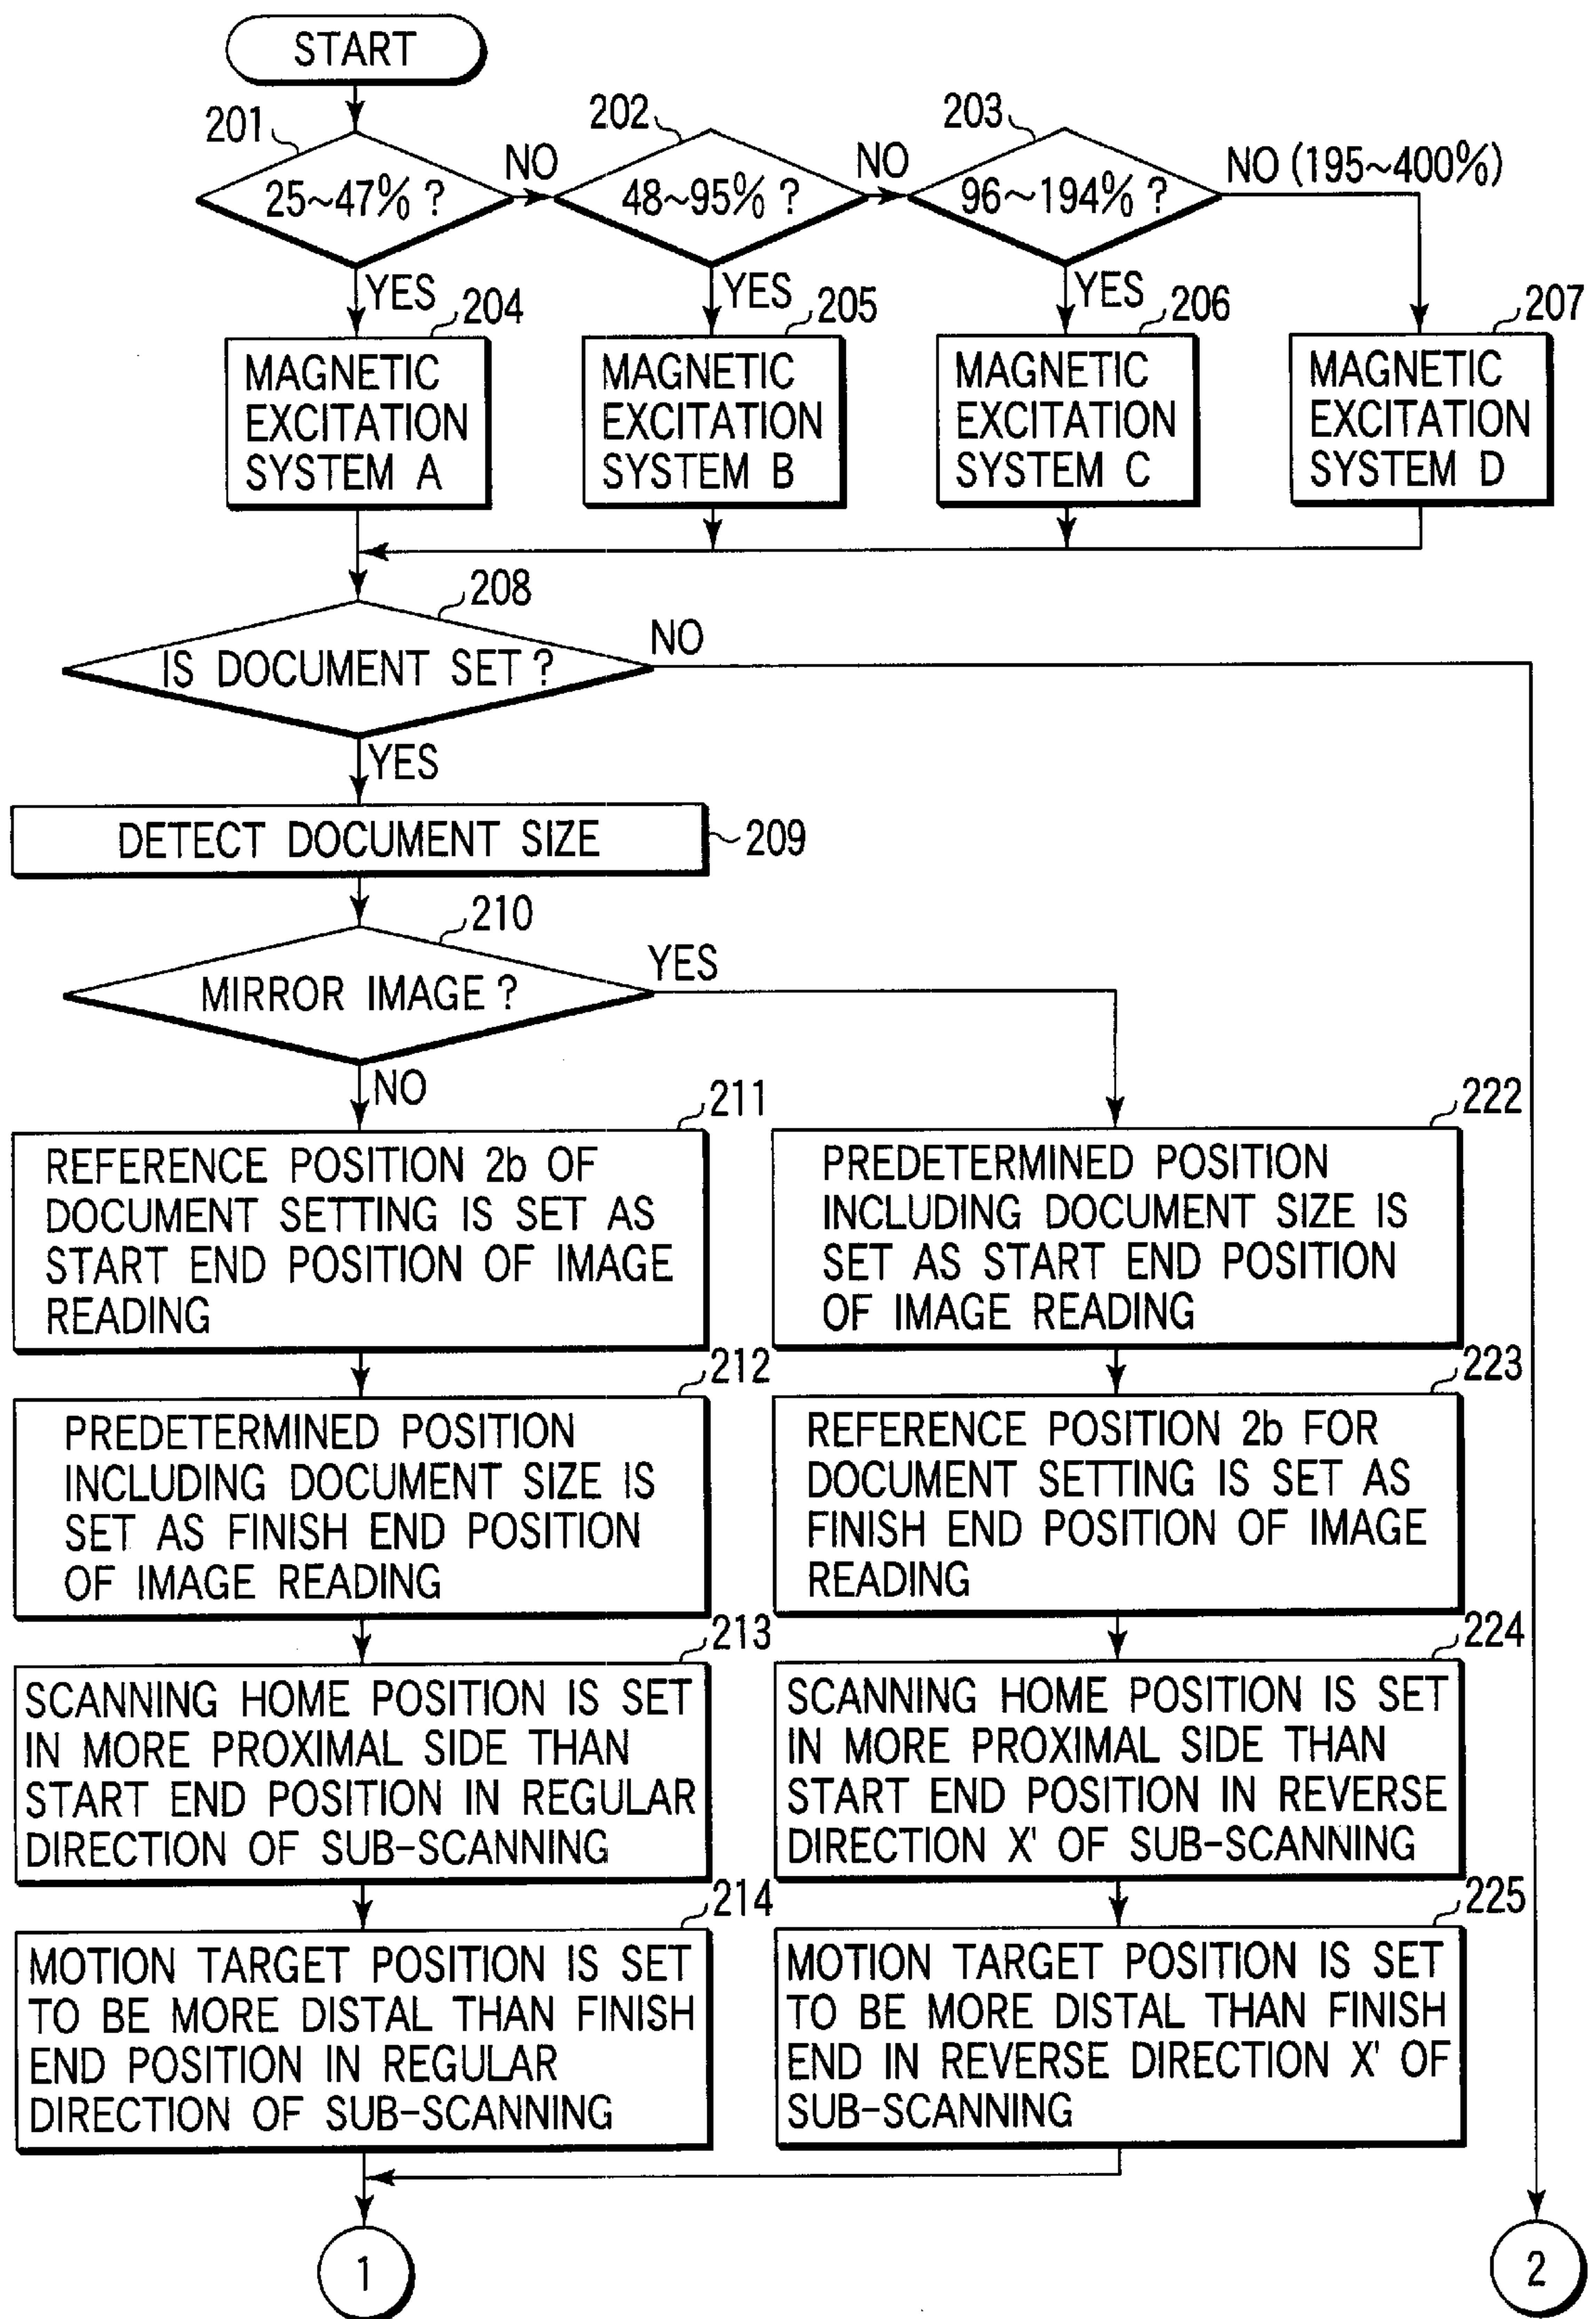 START
201
202
203
25~47% ?
NO
48~95% ?
NO
96~194% ?
NO (195~400%)
YES
204
YES
205
YES
206
207
MAGNETIC
EXCITATION
SYSTEM A
MAGNETIC
EXCITATION
SYSTEM B
MAGNETIC
EXCITATION
SYSTEM C
MAGNETIC
EXCITATION
SYSTEM D
208
IS DOCUMENT SET ?
NO
YES
DETECT DOCUMENT SIZE
209
210
MIRROR IMAGE ?
YES
NO
211
REFERENCE POSITION 2b OF
DOCUMENT SETTING IS SET AS
START END POSITION OF IMAGE
READING
222
PREDETERMINED POSITION
INCLUDING DOCUMENT SIZE IS
SET AS START END POSITION
OF IMAGE READING
212
PREDETERMINED POSITION
INCLUDING DOCUMENT SIZE IS
SET AS FINISH END POSITION
OF IMAGE READING
223
REFERENCE POSITION 2b FOR
DOCUMENT SETTING IS SET AS
FINISH END POSITION OF IMAGE
READING
213
SCANNING HOME POSITION IS SET
IN MORE PROXIMAL SIDE THAN
START END POSITION IN REGULAR
DIRECTION OF SUB-SCANNING
224
SCANNING HOME POSITION IS SET
IN MORE PROXIMAL SIDE THAN
START END POSITION IN REVERSE
DIRECTION X' OF SUB-SCANNING
214
MOTION TARGET POSITION IS SET
TO BE MORE DISTAL THAN FINISH
END POSITION IN REGULAR
DIRECTION OF SUB-SCANNING
225
MOTION TARGET POSITION IS SET
TO BE MORE DISTAL THAN FINISH
END IN REVERSE DIRECTION X' OF
SUB-SCANNING
1
2